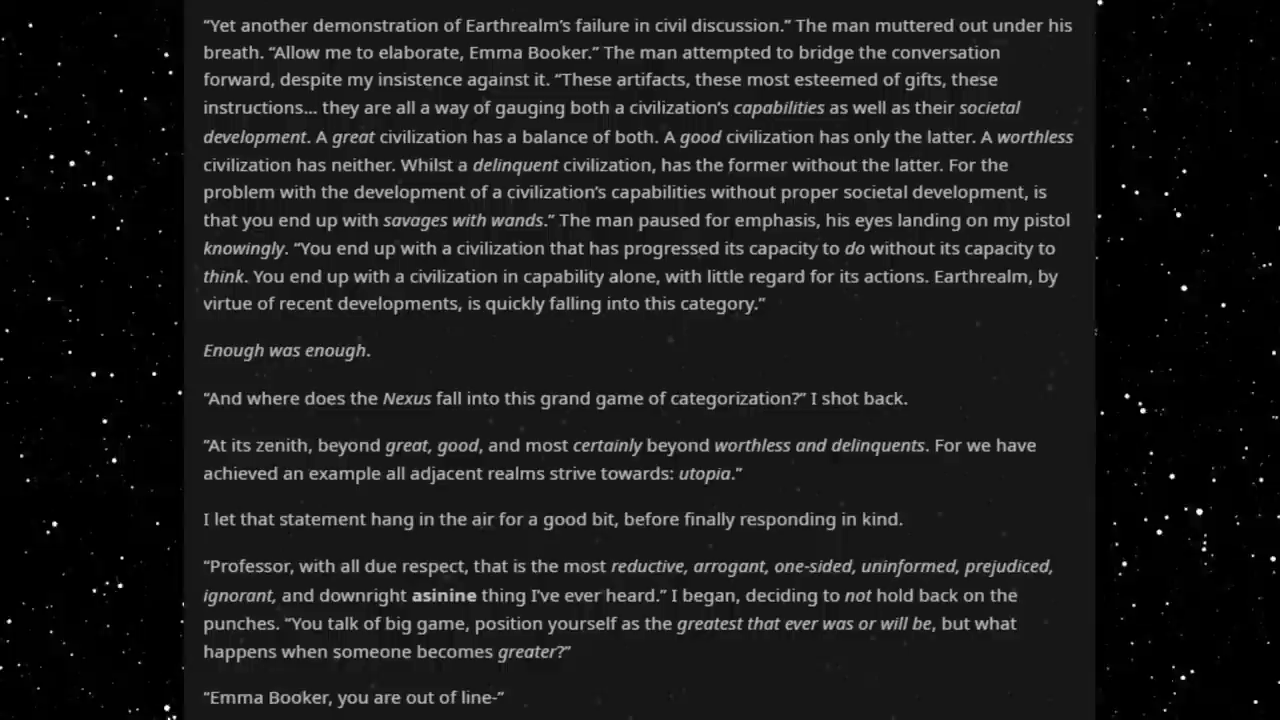 “Yet another demonstration of Earthrealm’s failure in civil discussion.” The man muttered out under his
breath. “Allow me to elaborate, Emma Booker.” The man attempted to bridge the conversation
forward, despite my insistence against it. “These artifacts, these most esteemed of gifts, these
instructions… they are all a way of gauging both a civilization’s capabilities as well as their societal
development. A great civilization has a balance of both. A good civilization has only the latter. A worthless
civilization has neither. Whilst a delinquent civilization, has the former without the latter. For the
problem with the development of a civilization’s capabilities without proper societal development, is
that you end up with savages with wands.” The man paused for emphasis, his eyes landing on my pistol
knowingly. “You end up with a civilization that has progressed its capacity to do without its capacity to
think. You end up with a civilization in capability alone, with little regard for its actions. Earthrealm, by
virtue of recent developments, is quickly falling into this category.”
Enough was enough.
“And where does the Nexus fall into this grand game of categorization?” I shot back.
“At its zenith, beyond great, good, and most certainly beyond worthless and delinquents. For we have
achieved an example all adjacent realms strive towards: utopia.”
I let that statement hang in the air for a good bit, before finally responding in kind.
“Professor, with all due respect, that is the most reductive, arrogant, one-sided, uninformed, prejudiced,
ignorant, and downright asinine thing I’ve ever heard.” I began, deciding to not hold back on the
punches. “You talk of big game, position yourself as the greatest that ever was or will be, but what
happens when someone becomes greater?”
“Emma Booker, you are out of line-”